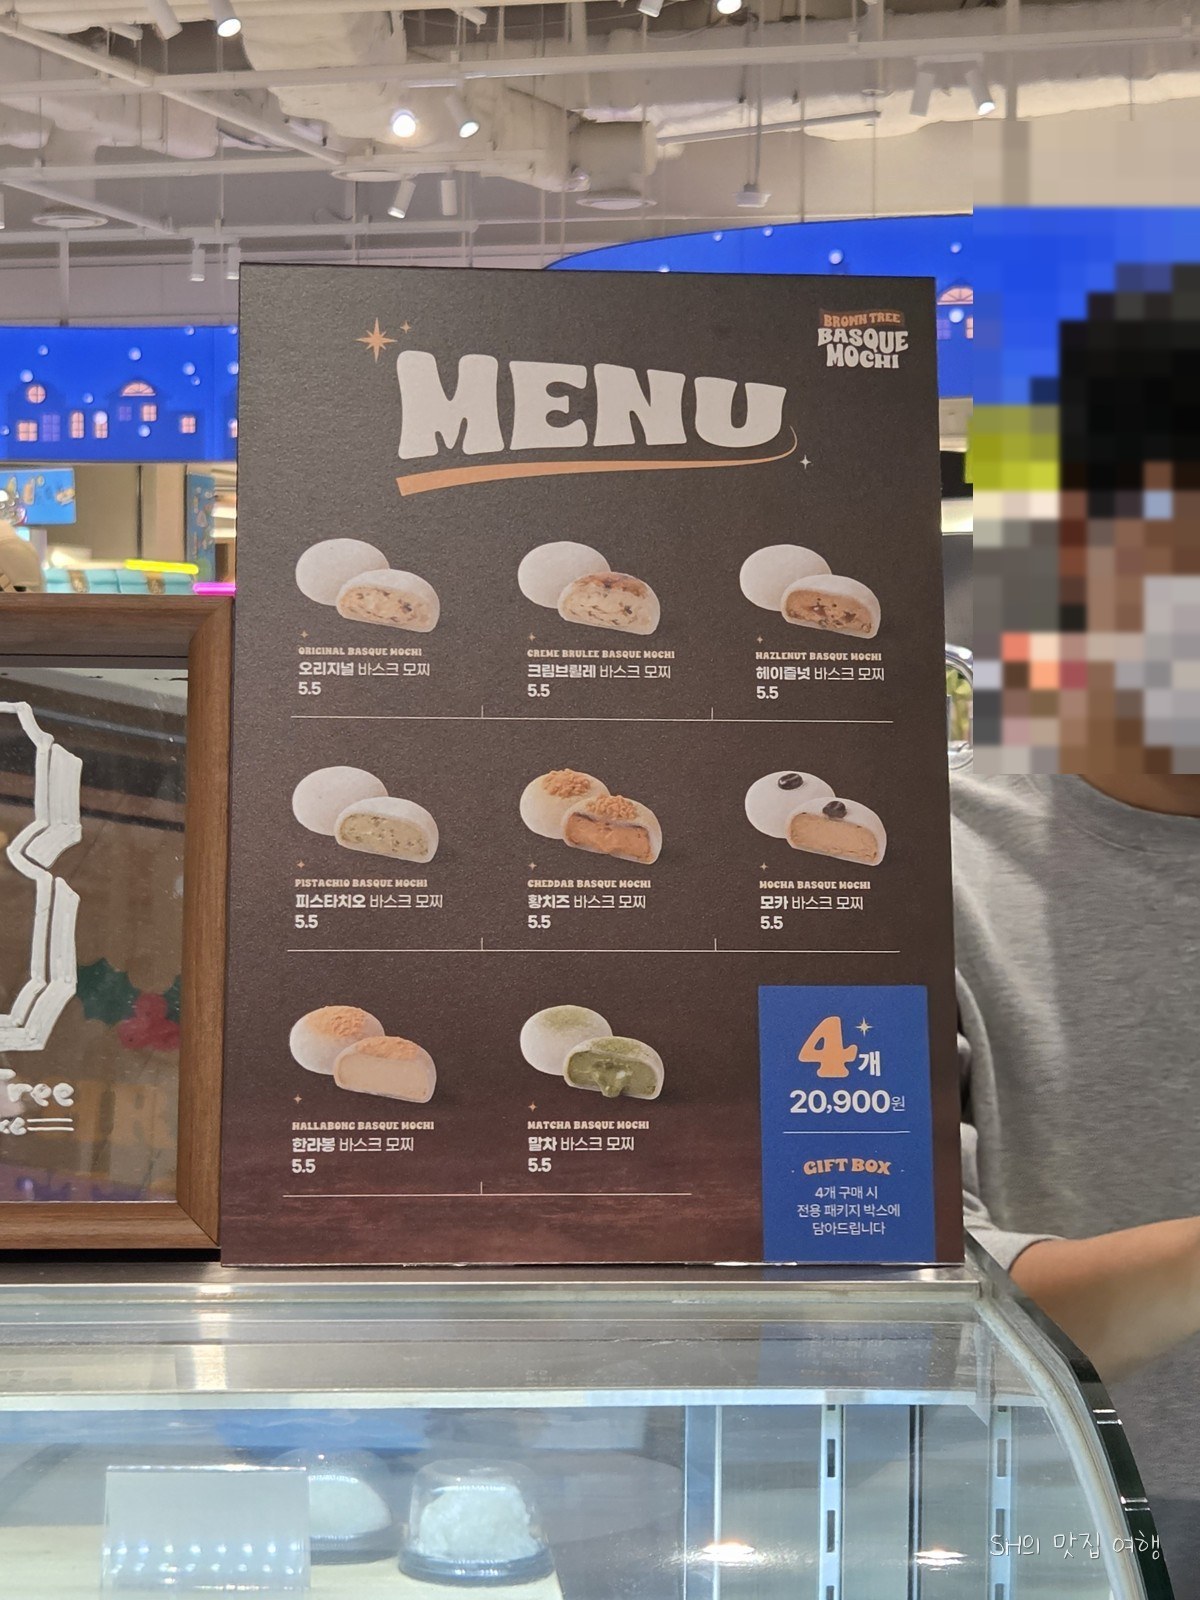 BROWN TREE
BASQUE
MOCHI
MENU
ORIGINAL BASQUE MOCHI
오리지널 바스크 모찌
5.5
CREME BRULEE BASQUE MOCHI
크림브륄레 바스크 모찌
5.5
HAZLENUT BASQUE MOCHI
헤이즐넛 바스크 모찌
5.5
PISTACHIO BASQUE MOCHI
피스타치오 바스크 모찌
5.5
CHEDDAR BASQUE MOCHI
황치즈 바스크 모찌
5.5
MOCHA BASQUE MOCHI
모카 바스크 모찌
5.5
HALLABONG BASQUE MOCHI
한라봉 바스크 모찌
5.5
MATCHA BASQUE MOCHI
말차 바스크 모찌
5.5
4개
20,900원
GIFT BOX
4개 구매 시
전용 패키지 박스에
담아드립니다
Tree
SH의 맛집 여행